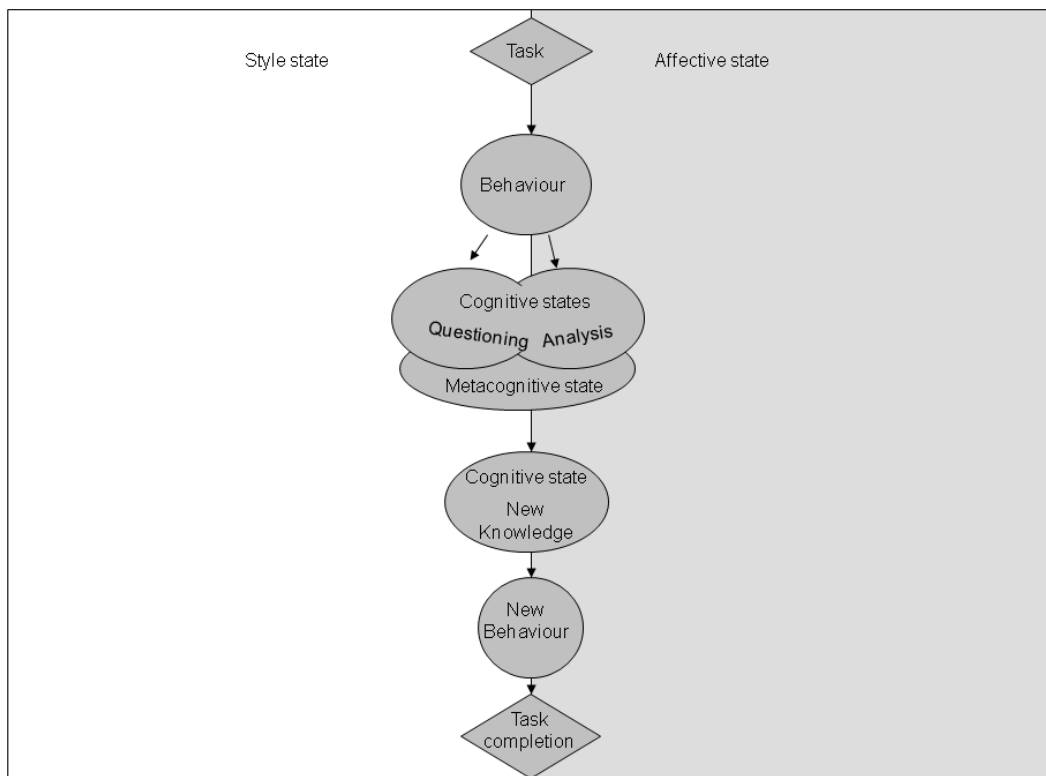 Task
Style state
Affective state
Behaviour
Cognitive states
Questioning
Analysis
Metacognitive state
Cognitive state
New
Knowledge
New
Behaviour
Task
completion